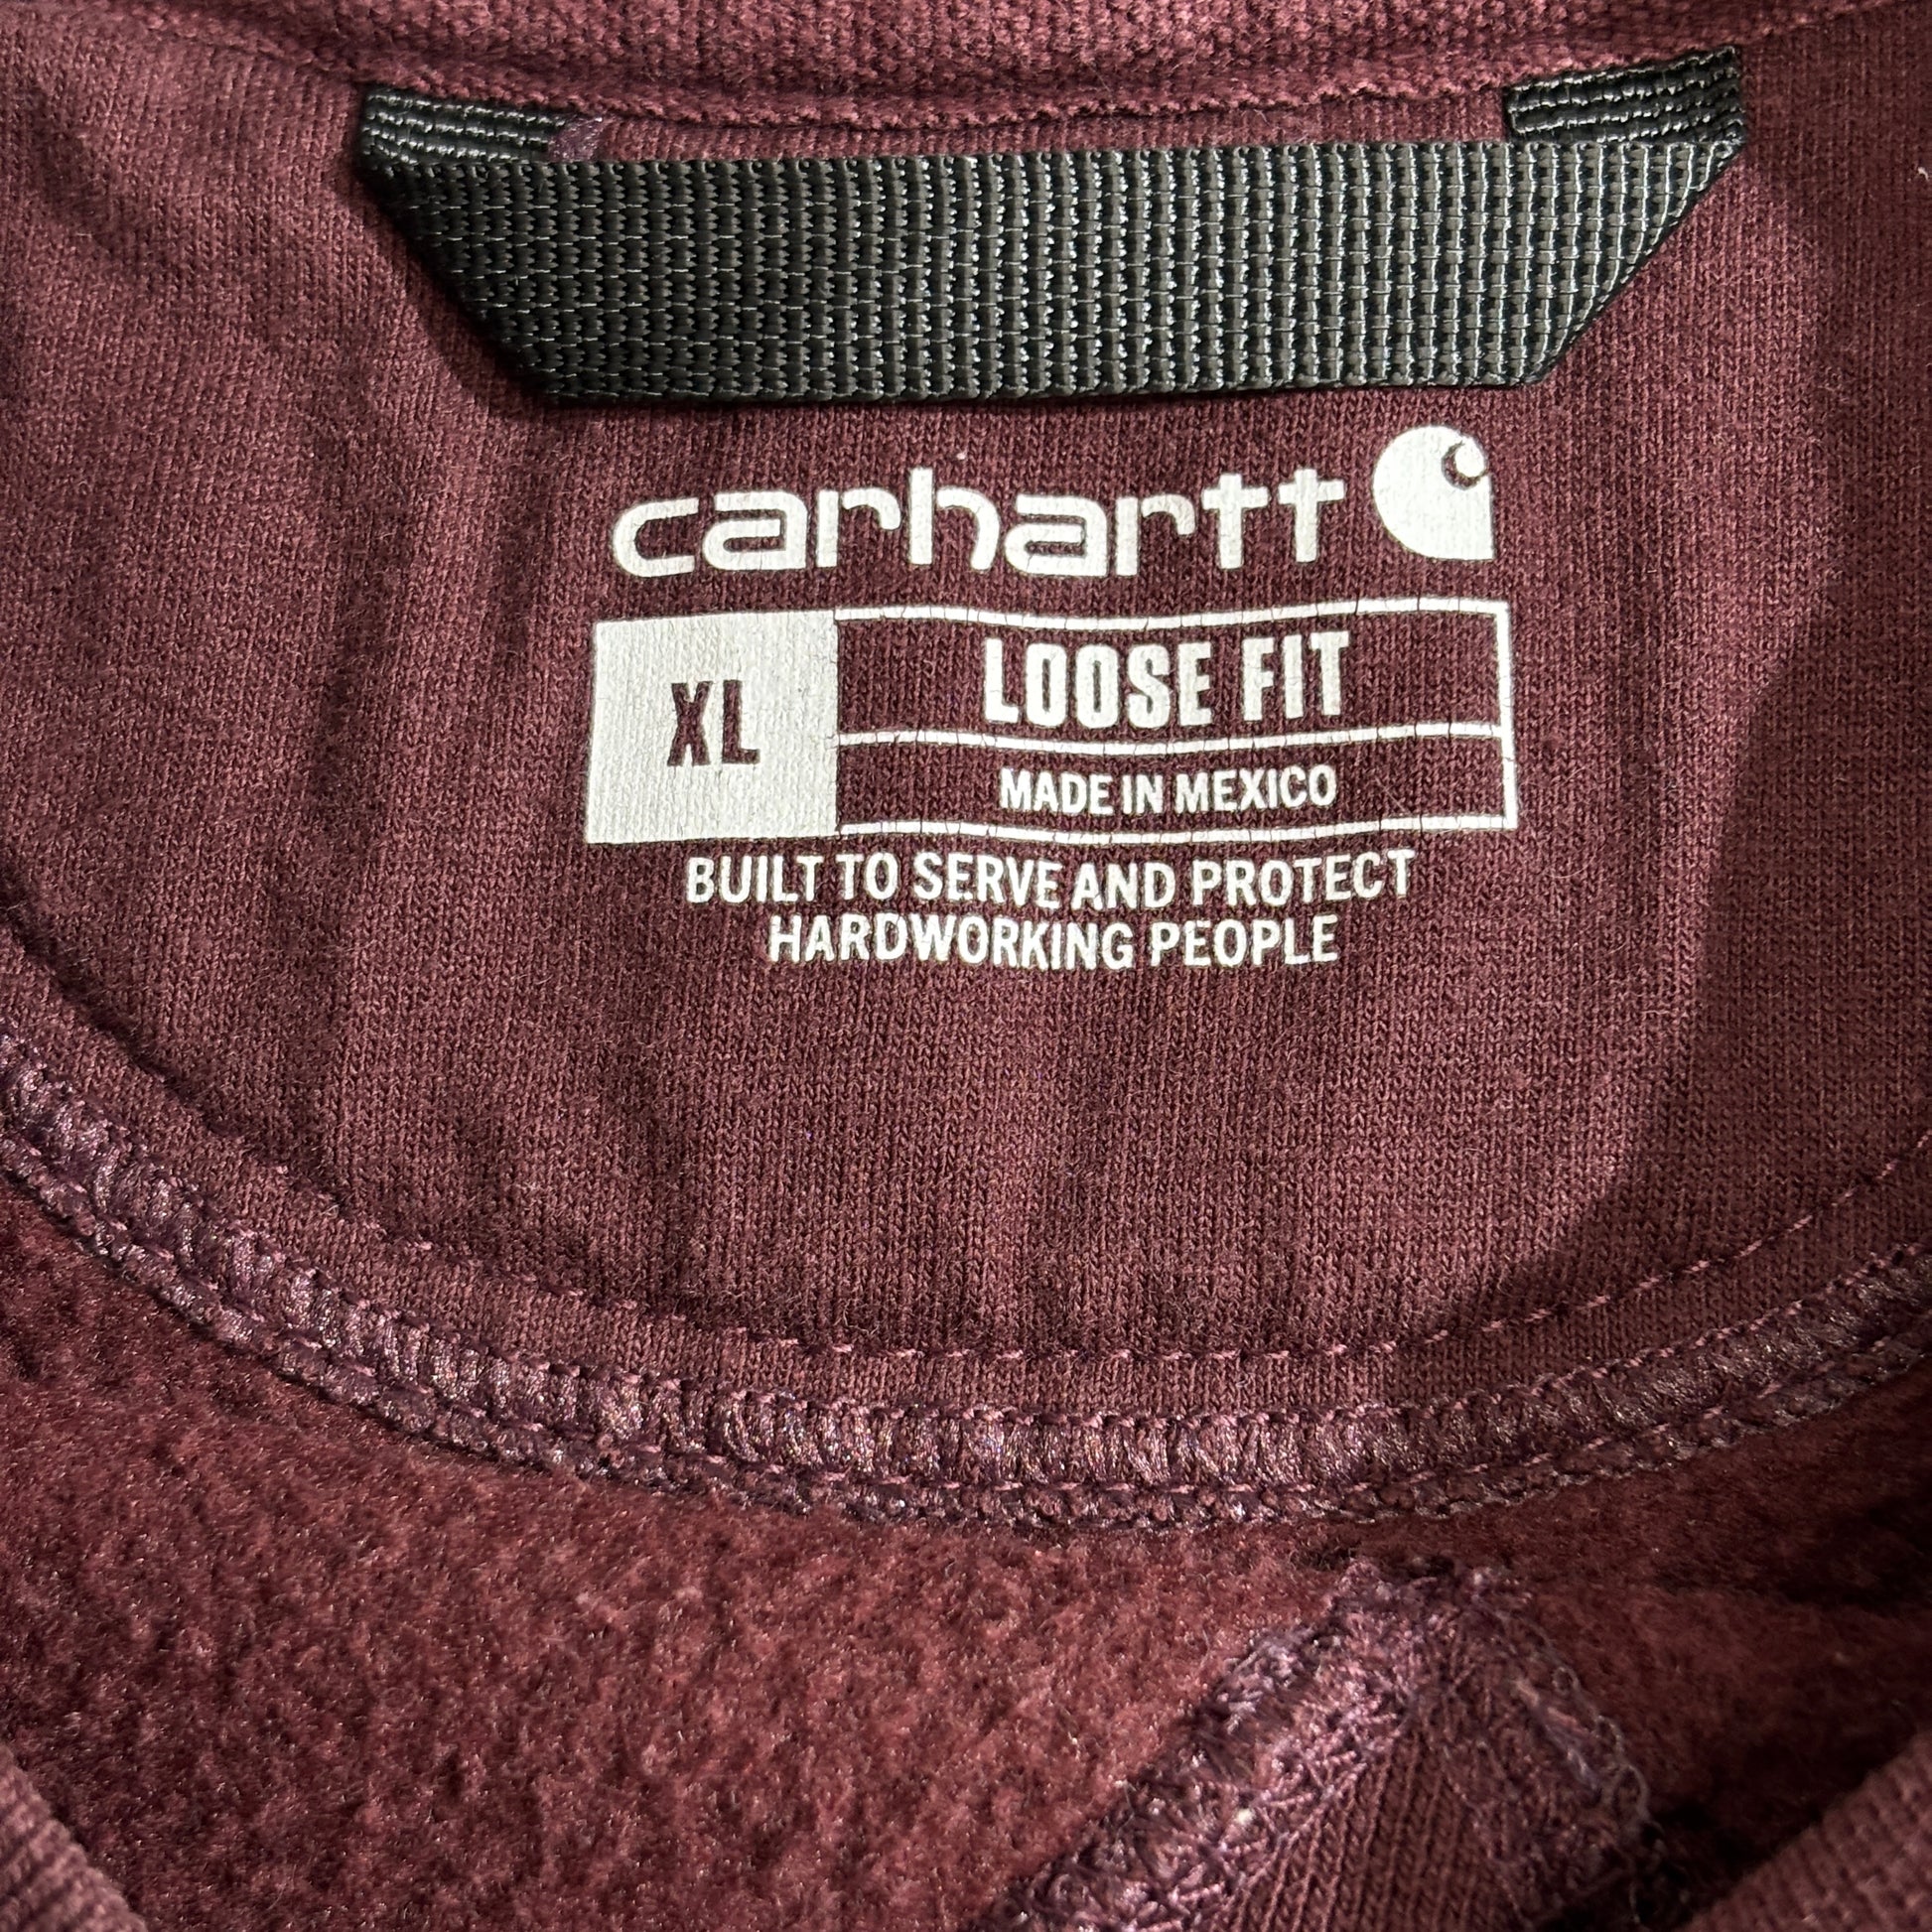 carhartt
XL
LOOSE FIT
MADE IN MEXICO
BUILT TO SERVE AND PROTECT
HARDWORKING PEOPLE